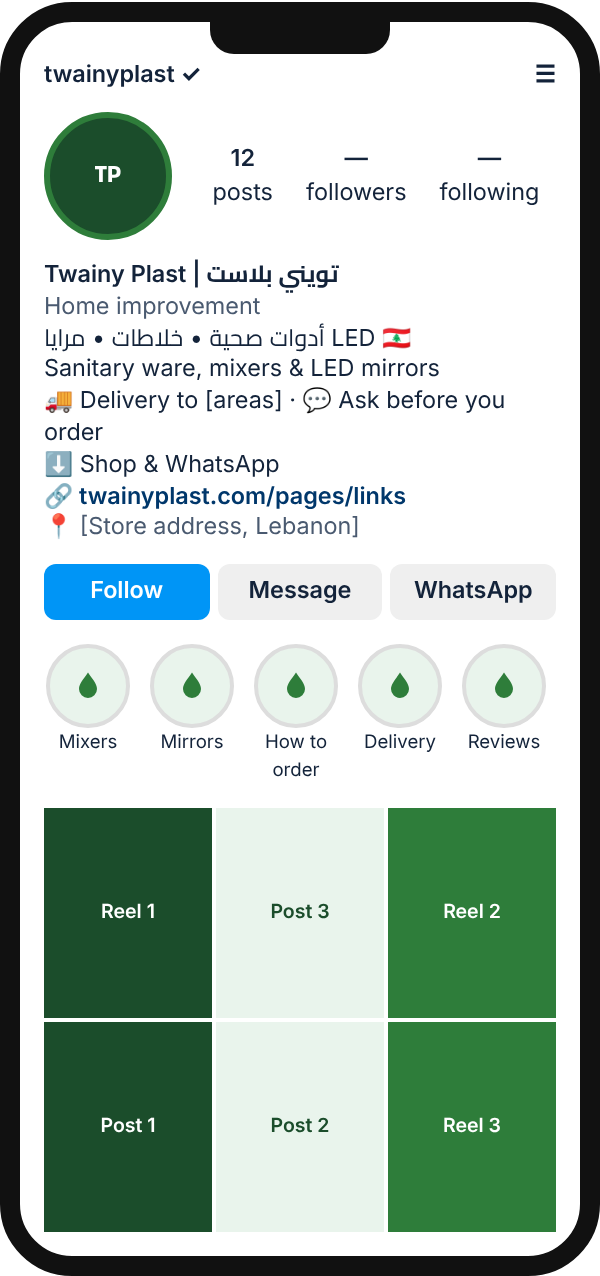 twainyplast ✓
☰
TP
12
posts
—
followers
—
following
Twainy Plast | تويني بلاست
Home improvement
أدوات صحية • خلاطات • مرايا LED 🇱🇧
Sanitary ware, mixers & LED mirrors
🚚 Delivery to [areas] · 💬 Ask before you
order
⬇️ Shop & WhatsApp
🔗 twainyplast.com/pages/links
📍 [Store address, Lebanon]
Follow
Message
WhatsApp
Mixers
Mirrors
How to
order
Delivery
Reviews
Reel 1
Post 3
Reel 2
Post 1
Post 2
Reel 3